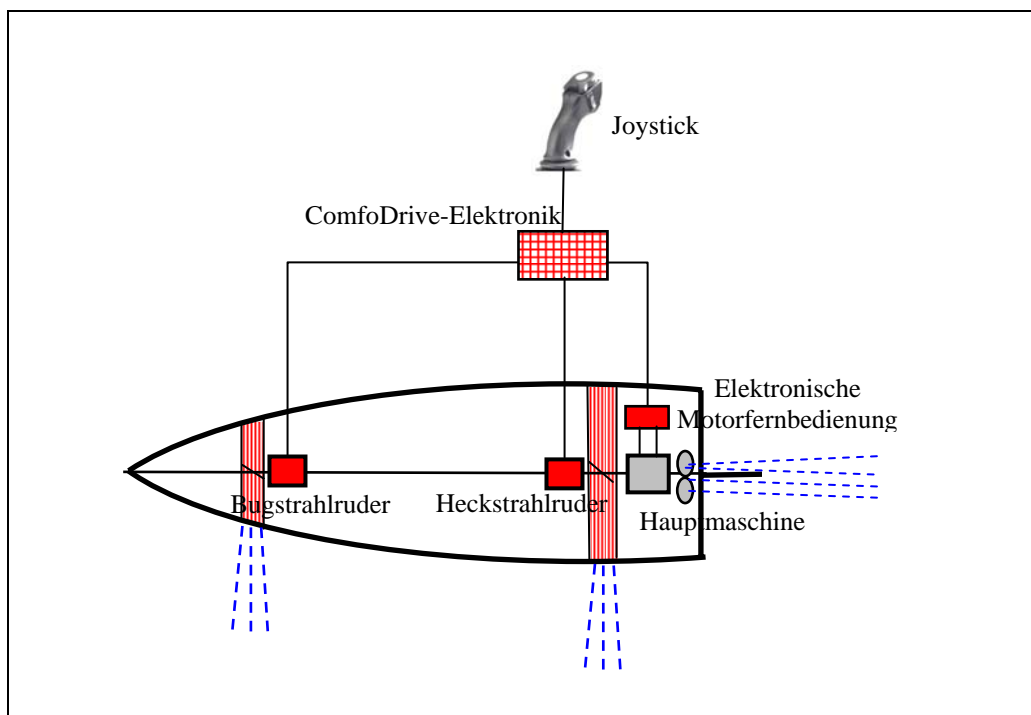 Joystick
ComfoDrive-Elektronik
Elektronische
Motorfernbedienung
Bugstrahlruder
Heckstrahlruder
Hauptmaschine